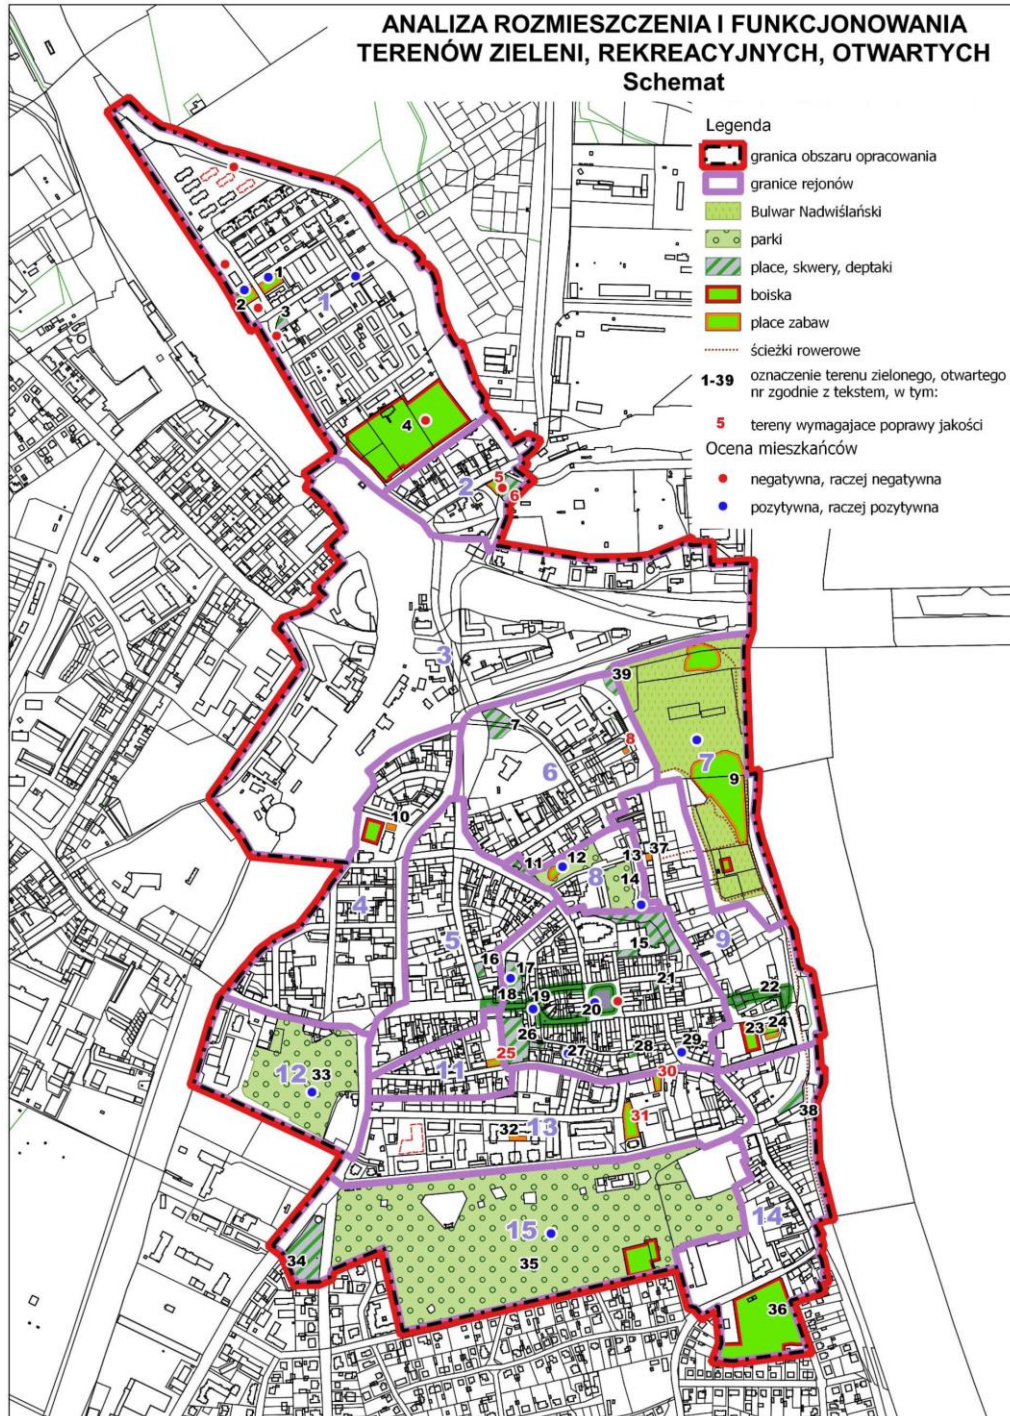 ANALIZA ROZMIESZCZENIA I FUNKCJONOWANIA
TERENÓW ZIELENI, REKREACYJNYCH, OTWARTYCH
Schemat
Legenda
granica obszaru opracowania
granice rejonów
Bulwar Nadwiślański
parki
place, skwery, deptaki
boiska
place zabaw
ścieżki rowerowe
1-39 oznaczenie terenu zielonego, otwartego
nr zgodnie z tekstem, w tym:
5 tereny wymagajace poprawy jakości
Ocena mieszkańców
negatywna, raczej negatywna
pozytywna, raczej pozytywna
1
2
1
3
4
2
5
6
3
39
7
8
6
7
9
10
11
12
13
37
8
14
4
5
15
9
16
17
21
18
19
20
22
26
23
24
25
27
28
29
12
33
11
30
31
38
32
13
14
15
34
35
36